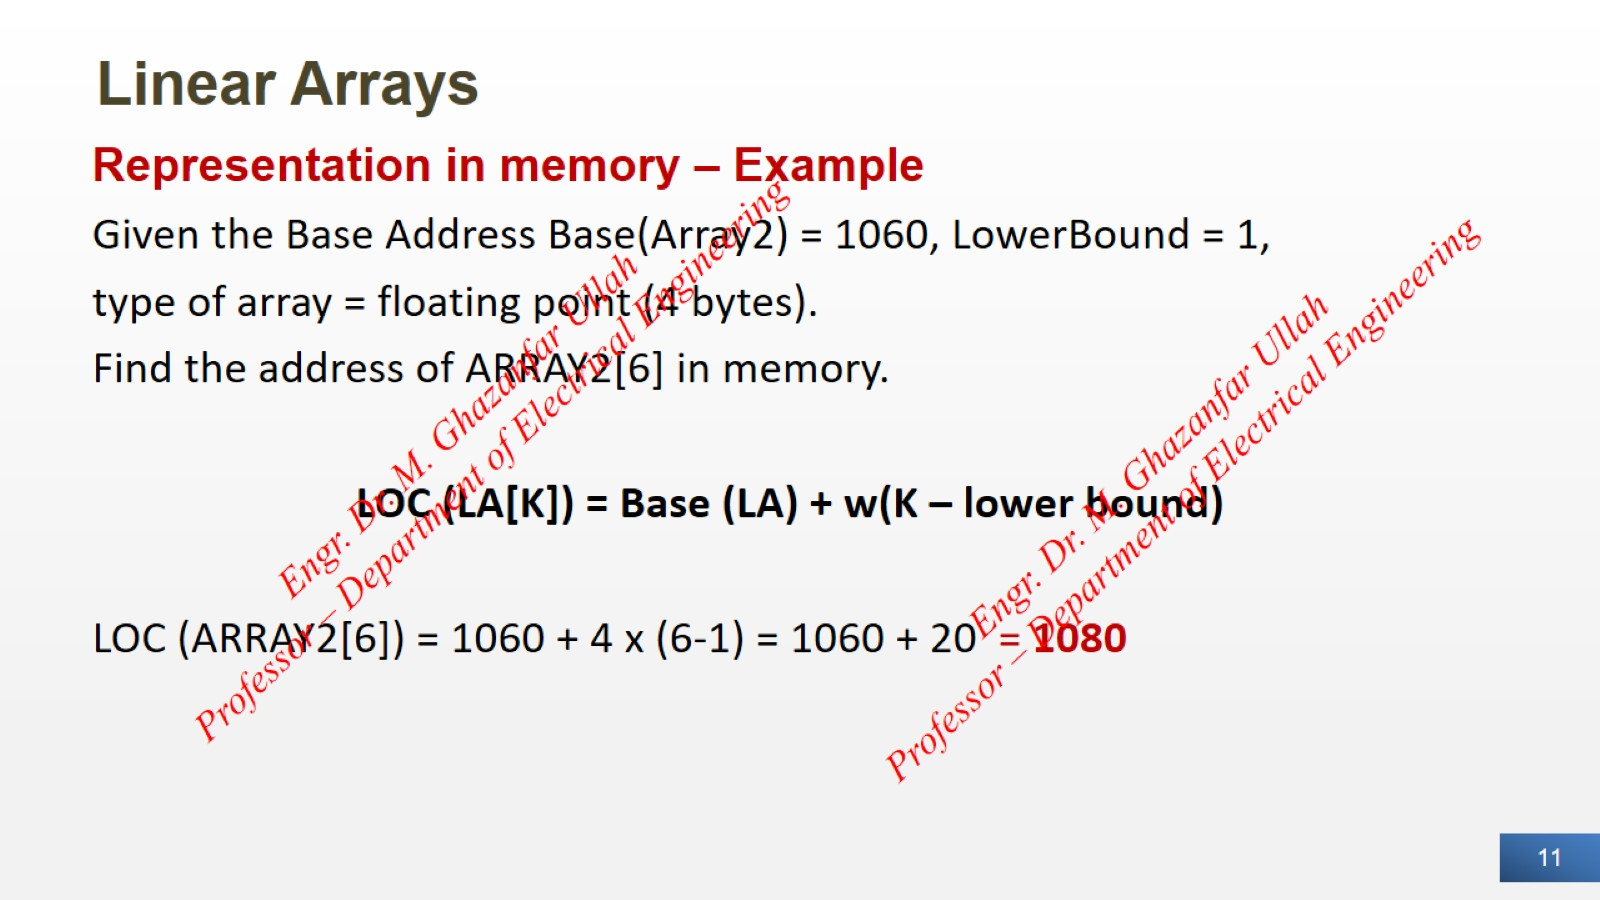 Linear Arrays
Representation in memory – Example
Given the Base Address Base(Array2) = 1060, LowerBound = 1,
type of array = floating point (4 bytes).
Find the address of ARRAY2[6] in memory.
LOC (LA[K]) = Base (LA) + w(K – lower bound)
LOC (ARRAY2[6]) = 1060 + 4 x (6-1) = 1060 + 20 = 1080
Engr. Dr. M. Ghazanfar Ullah
Professor – Department of Electrical Engineering
Engr. Dr. M. Ghazanfar Ullah
Professor – Department of Electrical Engineering
11